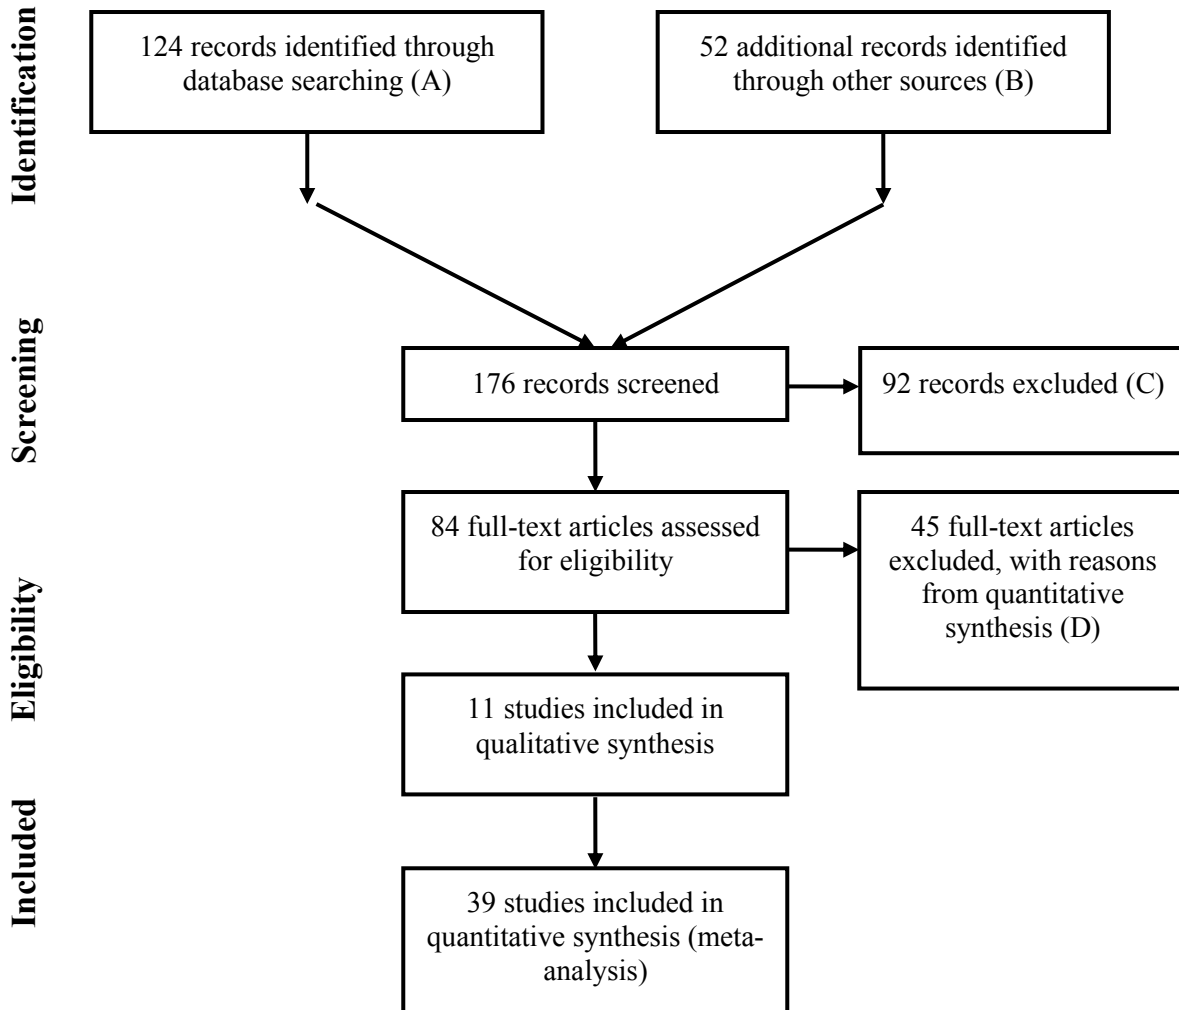 Identification
124 records identified through
database searching (A)
52 additional records identified
through other sources (B)
Screening
176 records screened
92 records excluded (C)
Eligibility
84 full-text articles assessed
for eligibility
45 full-text articles
excluded, with reasons
from quantitative
synthesis (D)
11 studies included in
qualitative synthesis
Included
39 studies included in
quantitative synthesis (meta-
analysis)